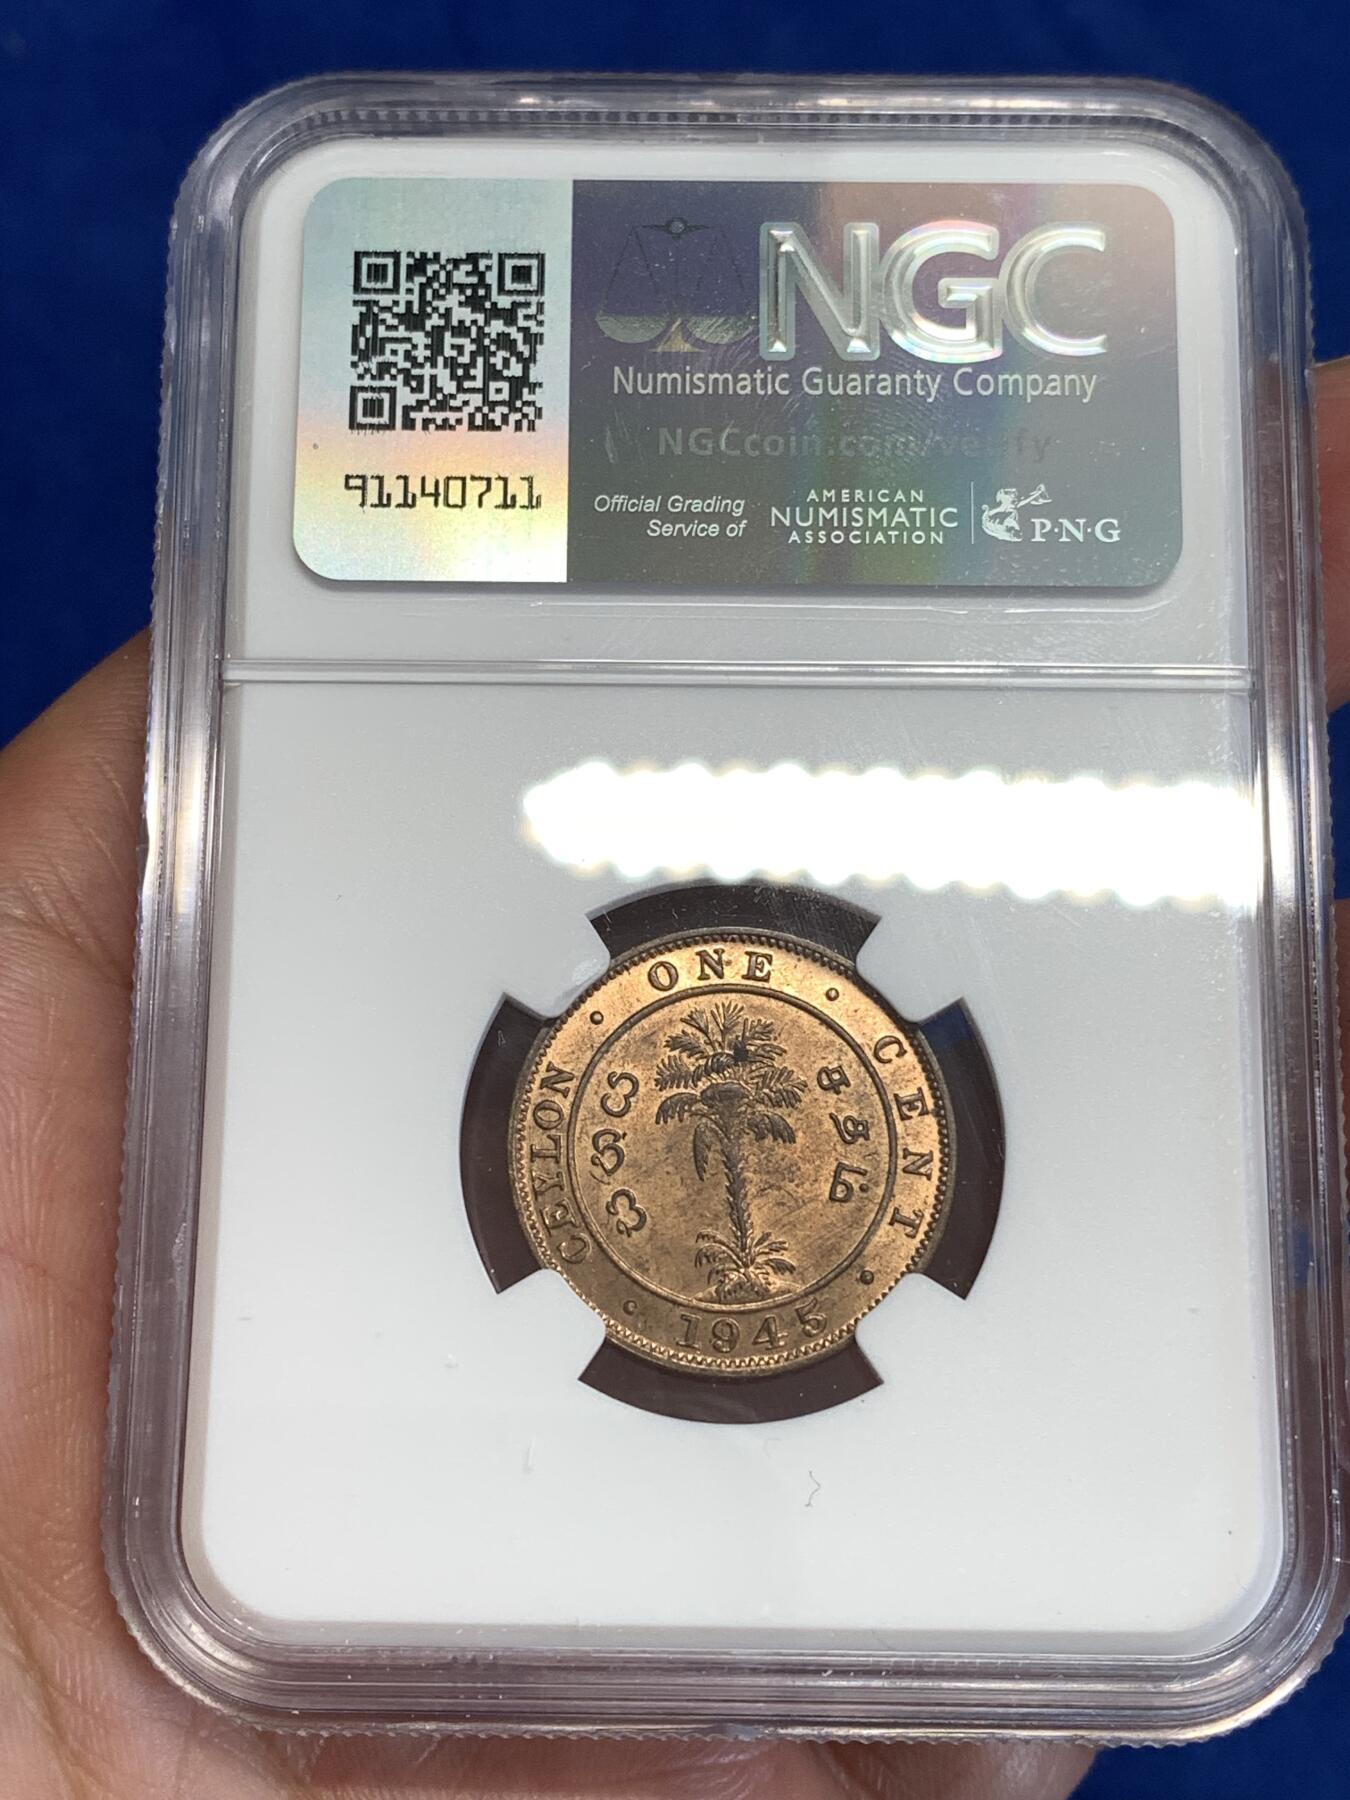 NGC
Numismatic Guaranty Company
NGCcoin.com/verify
91140711
Official Grading
Service of
AMERICAN
NUMISMATIC
ASSOCIATION
P·N·G
CEYLON · ONE · CENT ·
1945 ·